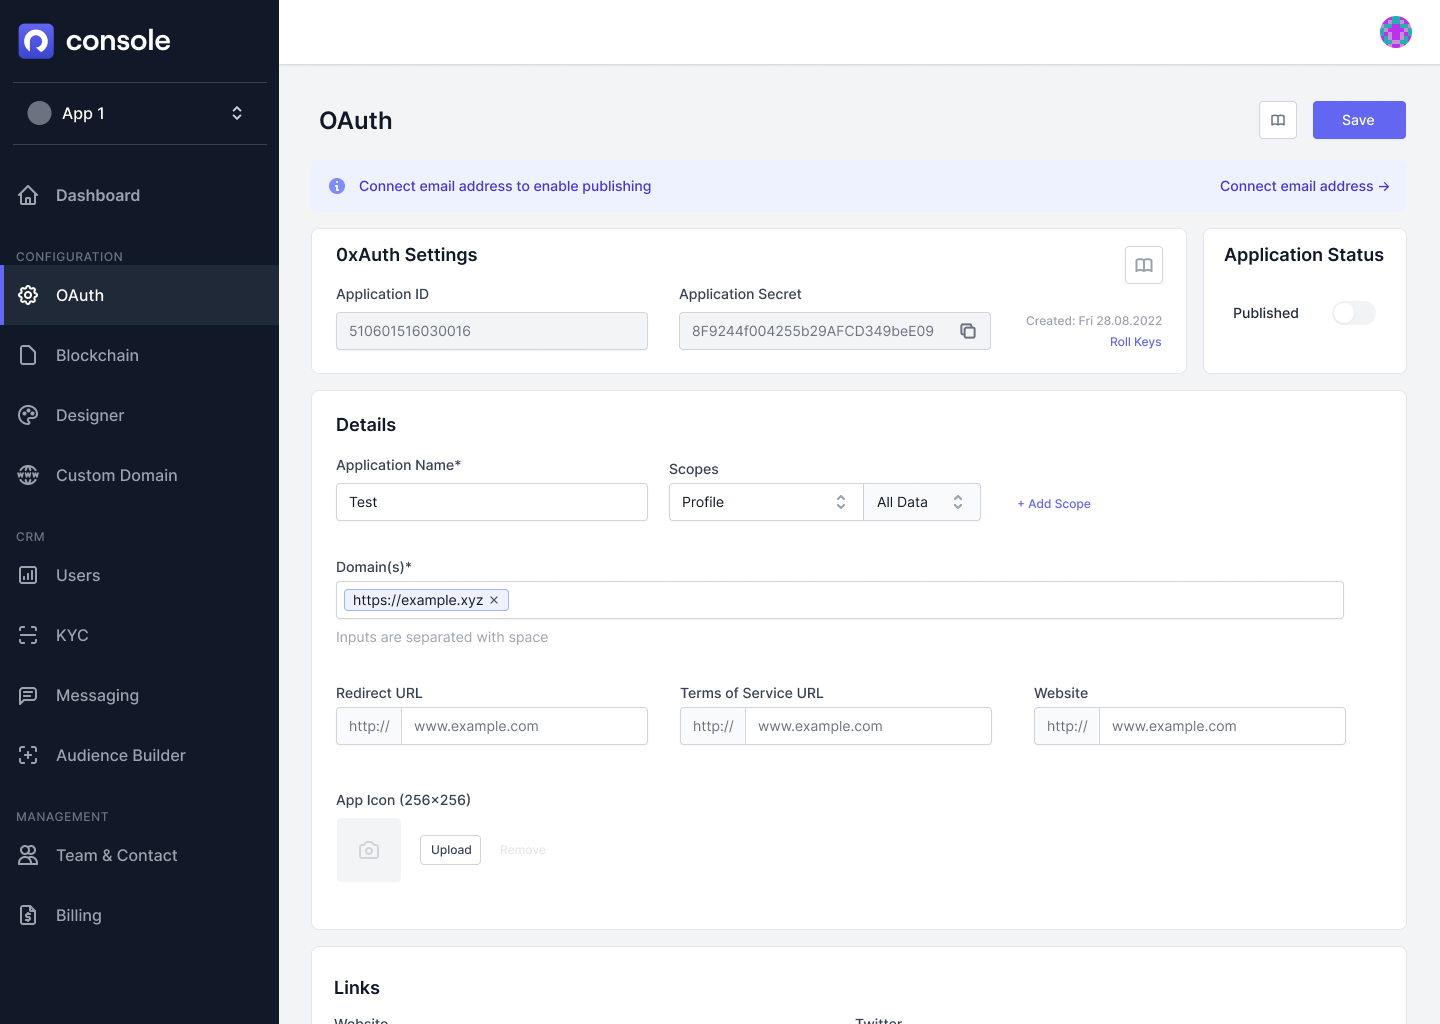 console
App 1
Dashboard
CONFIGURATION
OAuth
Blockchain
Designer
Custom Domain
CRM
Users
KYC
Messaging
Audience Builder
MANAGEMENT
Team & Contact
Billing
OAuth
Save
Connect email address to enable publishing
Connect email address →
0xAuth Settings
Application ID
510601516030016
Application Secret
8F9244f004255b29AFCD349beE09
Created: Fri 28.08.2022
Roll Keys
Application Status
Published
Details
Application Name*
Test
Scopes
Profile
All Data
+ Add Scope
Domain(s)*
https://example.xyz ×
Inputs are separated with space
Redirect URL
http:// www.example.com
Terms of Service URL
http:// www.example.com
Website
http:// www.example.com
App Icon (256×256)
Upload
Remove
Links
Website
Twitter